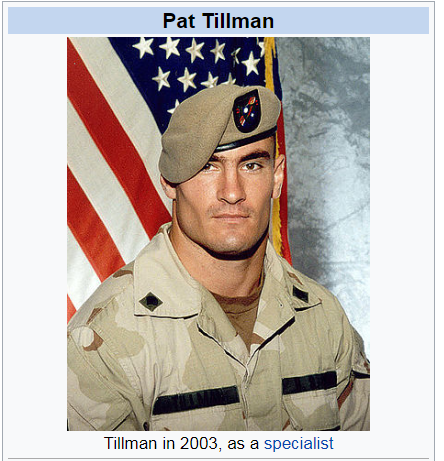 Pat Tillman
Tillman in 2003, as a specialist